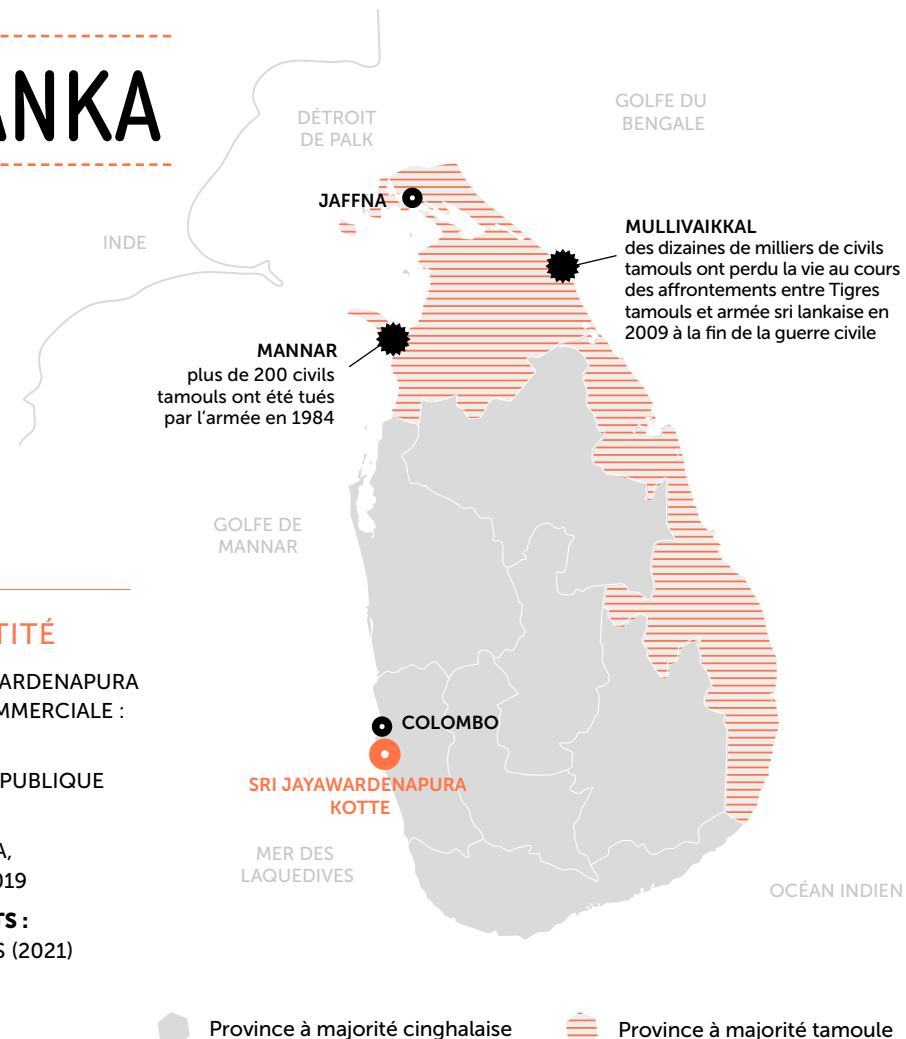 ANKA
DÉTROIT
DE PALK
GOLFE DU
BENGALE
INDE
JAFFNA
MULLIVAIKKAL
des dizaines de milliers de civils
tamouls ont perdu la vie au cours
des affrontements entre Tigres
tamouls et armée sri lankaise en
2009 à la fin de la guerre civile
MANNAR
plus de 200 civils
tamouls ont été tués
par l’armée en 1984
GOLFE DE
MANNAR
TITÉ
ARDENAPURA
MMERCIALE :
PUBLIQUE
A,
019
TS :
S (2021)
COLOMBO
SRI JAYAWARDENAPURA
KOTTE
MER DES
LAQUEDIVES
OCÉAN INDIEN
Province à majorité cinghalaise
Province à majorité tamoule